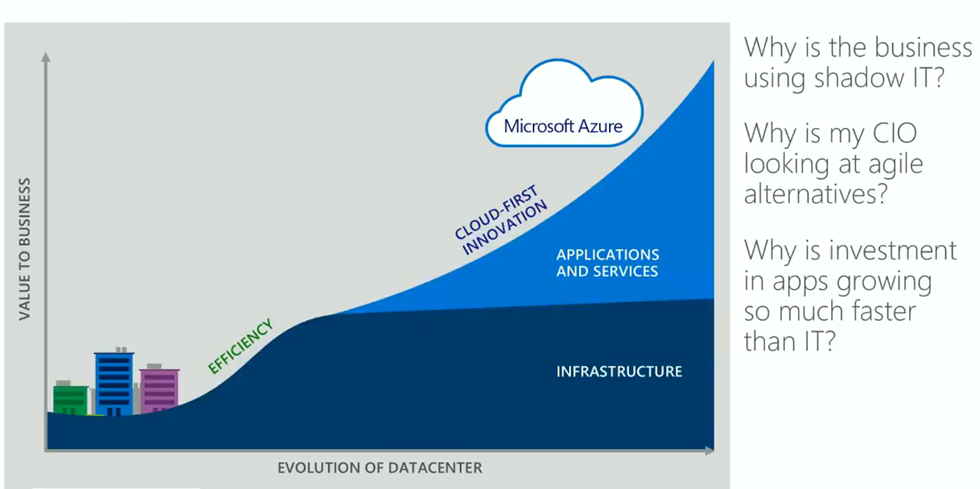 Why is the business
using shadow IT?
Why is my CIO
looking at agile
alternatives?
Why is investment
in apps growing
so much faster
than IT?
Microsoft Azure
CLOUD-FIRST
INNOVATION
APPLICATIONS
AND SERVICES
EFFICIENCY
INFRASTRUCTURE
VALUE TO BUSINESS
EVOLUTION OF DATACENTER